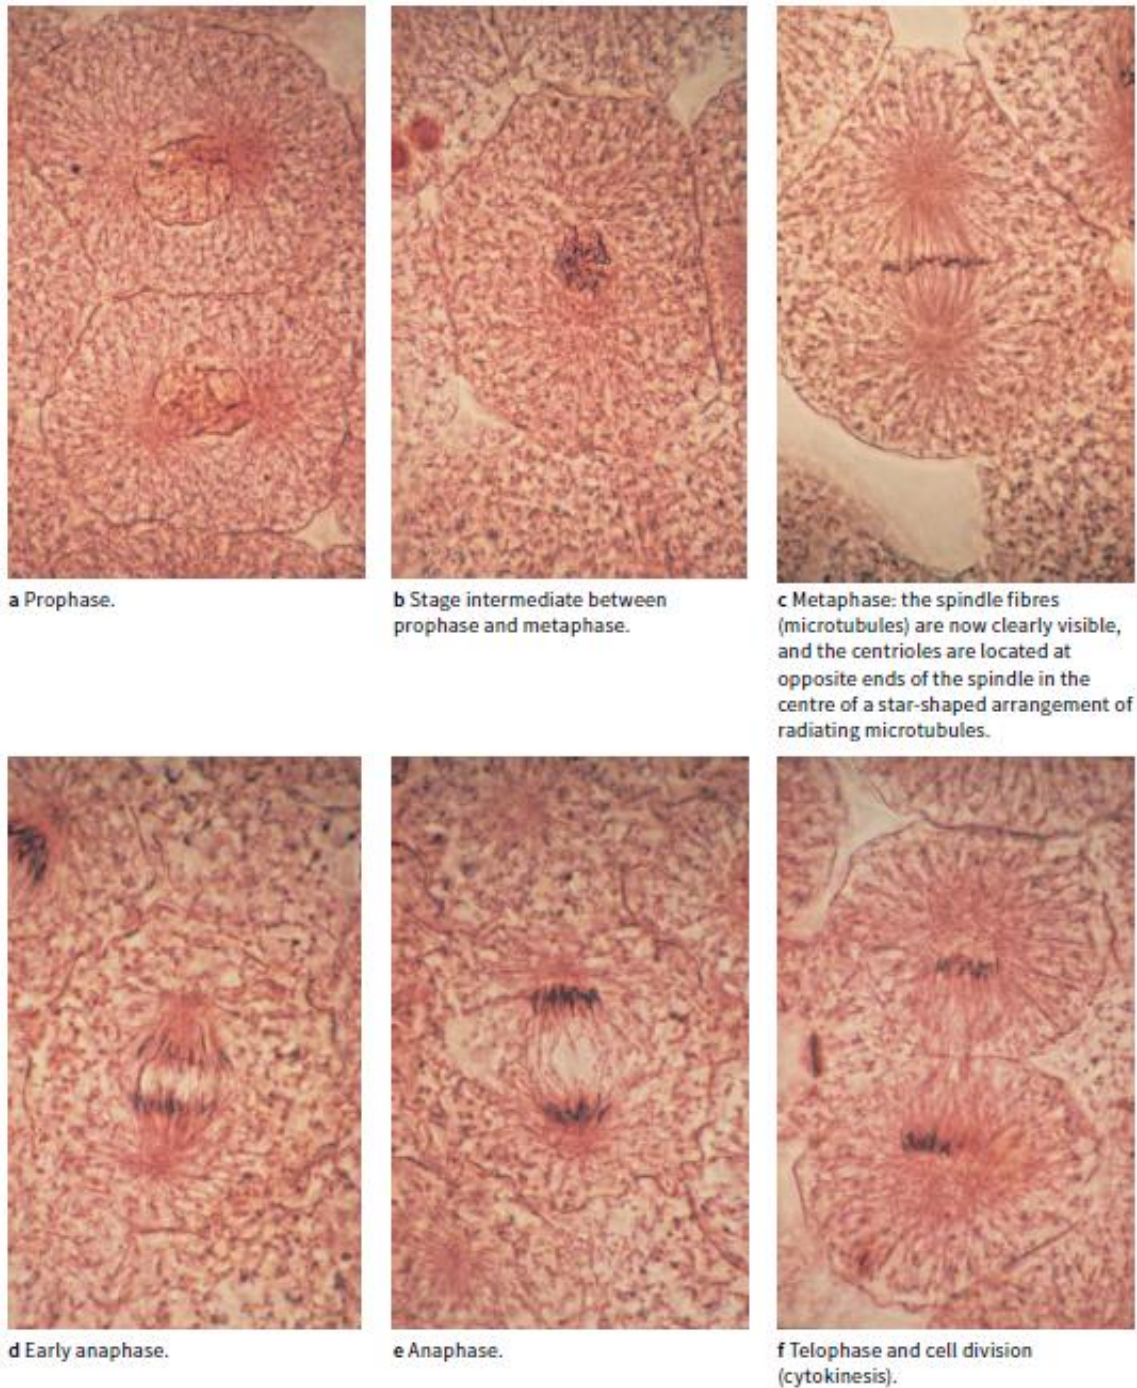 a Prophase.
b Stage intermediate between
prophase and metaphase.
c Metaphase: the spindle fibres
(microtubules) are now clearly visible,
and the centrioles are located at
opposite ends of the spindle in the
centre of a star-shaped arrangement of
radiating microtubules.
d Early anaphase.
e Anaphase.
f Telophase and cell division
(cytokinesis).